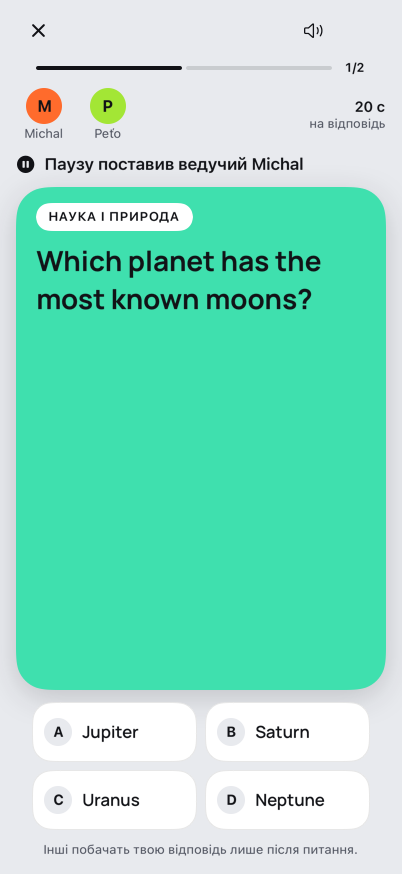 1/2
M
P
20 с
Michal
Peťo
на відповідь
Паузу поставив ведучий Michal
НАУКА І ПРИРОДА
Which planet has the
most known moons?
A Jupiter
B Saturn
C Uranus
D Neptune
Інші побачать твою відповідь лише після питання.